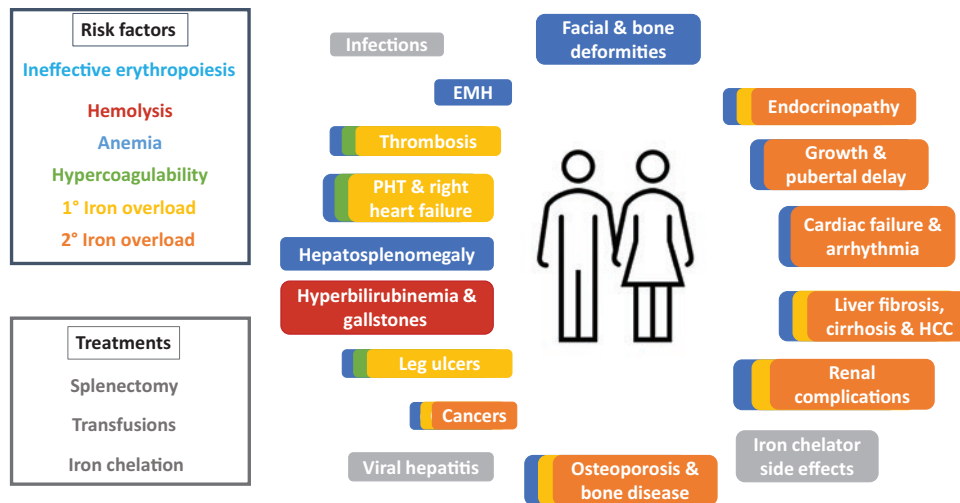 Risk factors
Ineffective erythropoiesis
Hemolysis
Anemia
Hypercoagulability
1° Iron overload
2° Iron overload
Treatments
Splenectomy
Transfusions
Iron chelation
Infections
EMH
Thrombosis
PHT & right
heart failure
Hepatosplenomegaly
Hyperbilirubinemia &
gallstones
Leg ulcers
Cancers
Viral hepatitis
Facial & bone
deformities
Osteoporosis &
bone disease
Endocrinopathy
Growth &
pubertal delay
Cardiac failure &
arrhythmia
Liver fibrosis,
cirrhosis & HCC
Renal
complications
Iron chelator
side effects